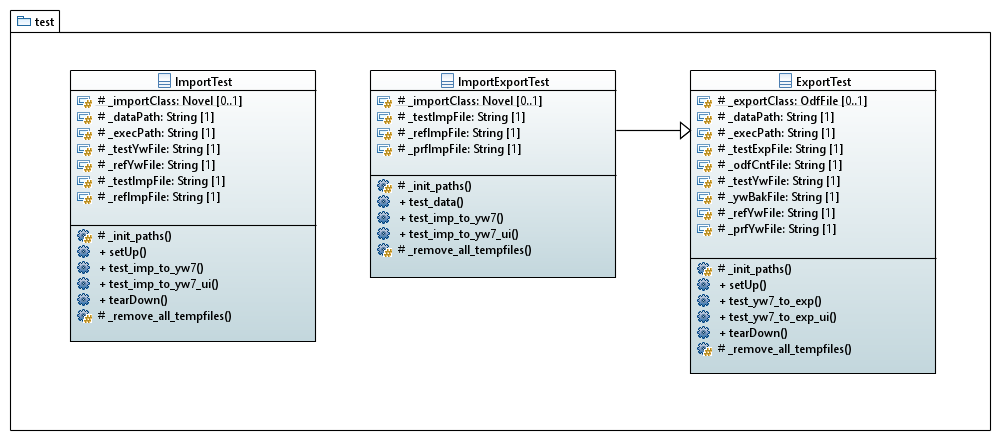 test
ImportTest
# _importClass: Novel [0..1]
# _dataPath: String [1]
# _execPath: String [1]
# _testYwFile: String [1]
# _refYwFile: String [1]
# _testImpFile: String [1]
# _refImpFile: String [1]
# _init_paths()
+ setUp()
+ test_imp_to_yw7()
+ test_imp_to_yw7_ui()
+ tearDown()
# _remove_all_tempfiles()
ImportExportTest
# _importClass: Novel [0..1]
# _testImpFile: String [1]
# _refImpFile: String [1]
# _prfImpFile: String [1]
# _init_paths()
+ test_data()
+ test_imp_to_yw7()
+ test_imp_to_yw7_ui()
# _remove_all_tempfiles()
ExportTest
# _exportClass: OdfFile [0..1]
# _dataPath: String [1]
# _execPath: String [1]
# _testExpFile: String [1]
# _odfCntFile: String [1]
# _testYwFile: String [1]
# _ywBakFile: String [1]
# _refYwFile: String [1]
# _prfYwFile: String [1]
# _init_paths()
+ setUp()
+ test_yw7_to_exp()
+ test_yw7_to_exp_ui()
+ tearDown()
# _remove_all_tempfiles()